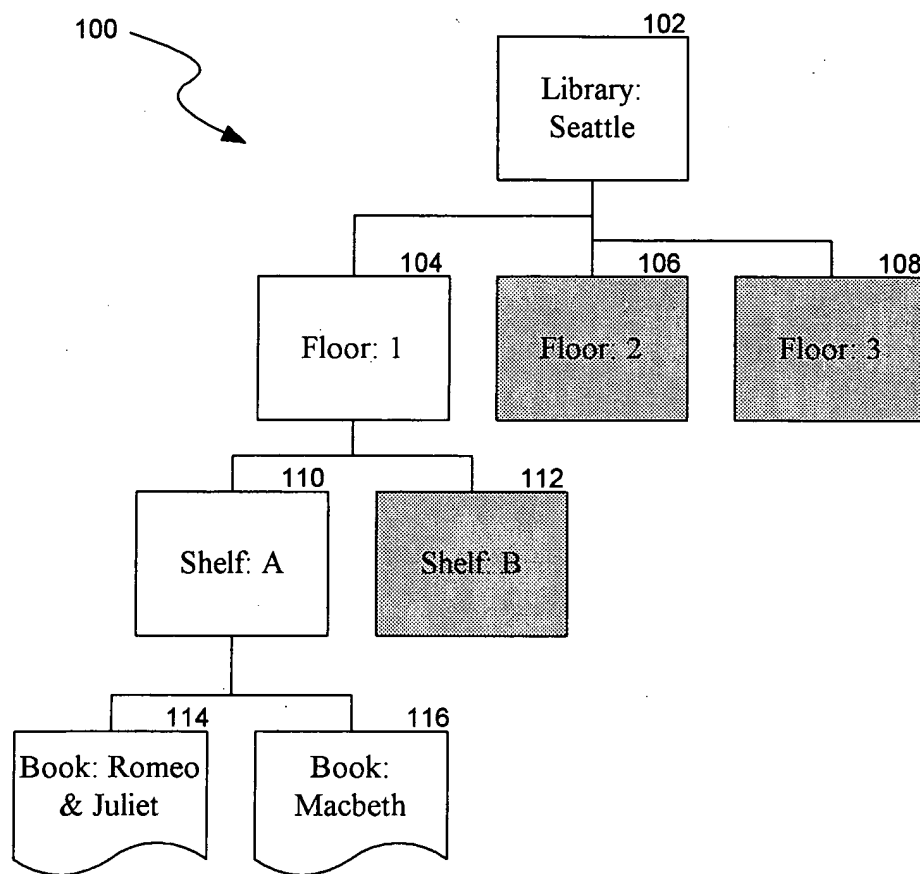 100
102
Library:
Seattle
104
106
108
Floor: 1
Floor: 2
Floor: 3
110
112
Shelf: A
Shelf: B
114
116
Book: Romeo
& Juliet
Book:
Macbeth